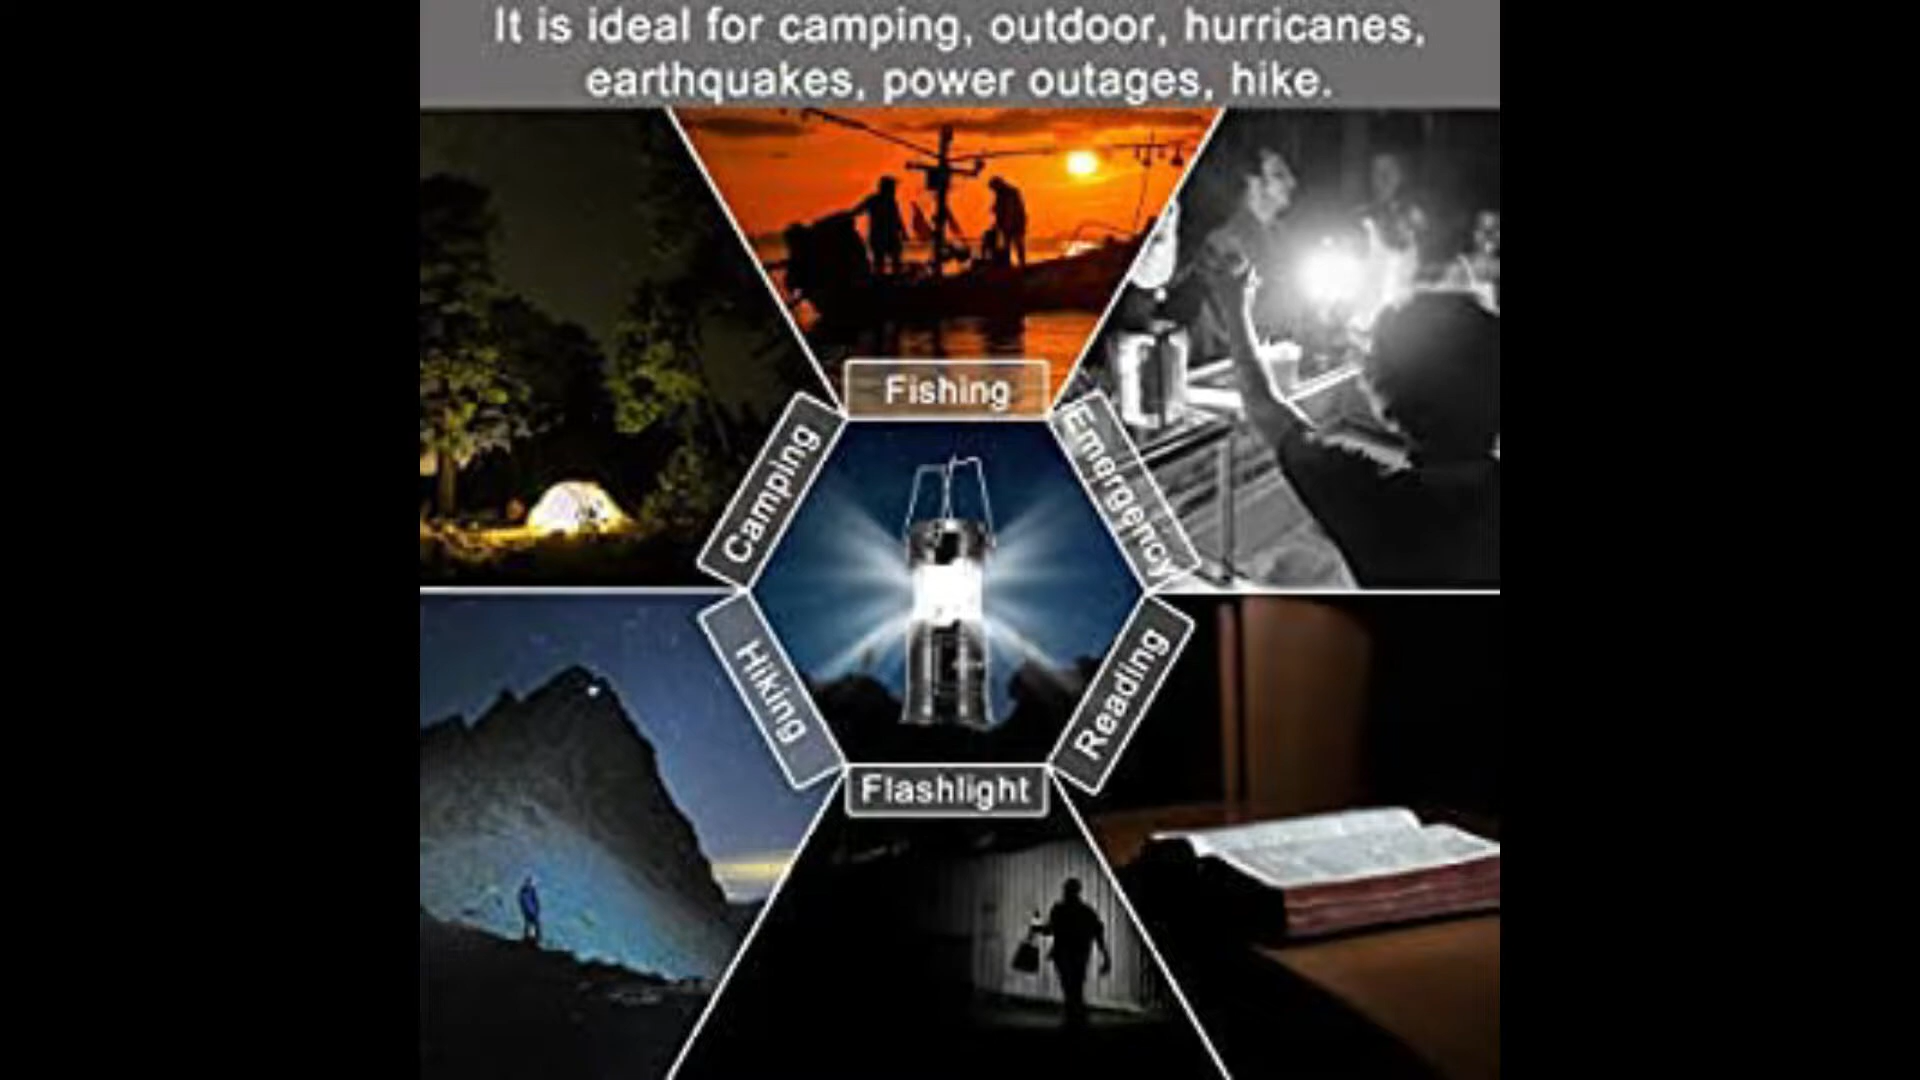 It is ideal for camping, outdoor, hurricanes,
earthquakes, power outages, hike.
Fishing
Camping
Emergency
Hiking
Reading
Flashlight